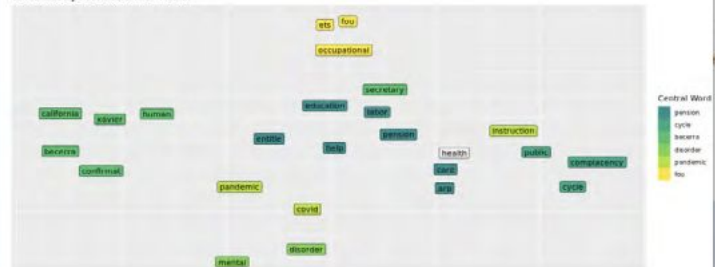 ets fou
occupational
secretary
education
labor
california
xavier
human
instruction
pension
entitle
help
health
public
becerra
complacency
care
confirmat
pandemic
arp
cycle
covid
disorder
mental
Central Word
pension
cycle
becerra
disorder
pandemic
fou